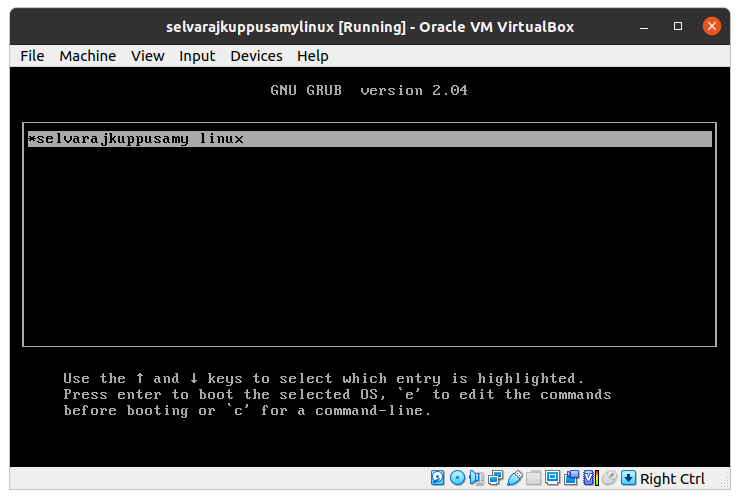 selvarajkuppusamylinux [Running] - Oracle VM VirtualBox
File Machine View Input Devices Help
GNU GRUB version 2.04
*selvarajkuppusamy linux
Use the ↑ and ↓ keys to select which entry is highlighted.
Press enter to boot the selected OS, `e' to edit the commands
before booting or `c' for a command-line.
Right Ctrl